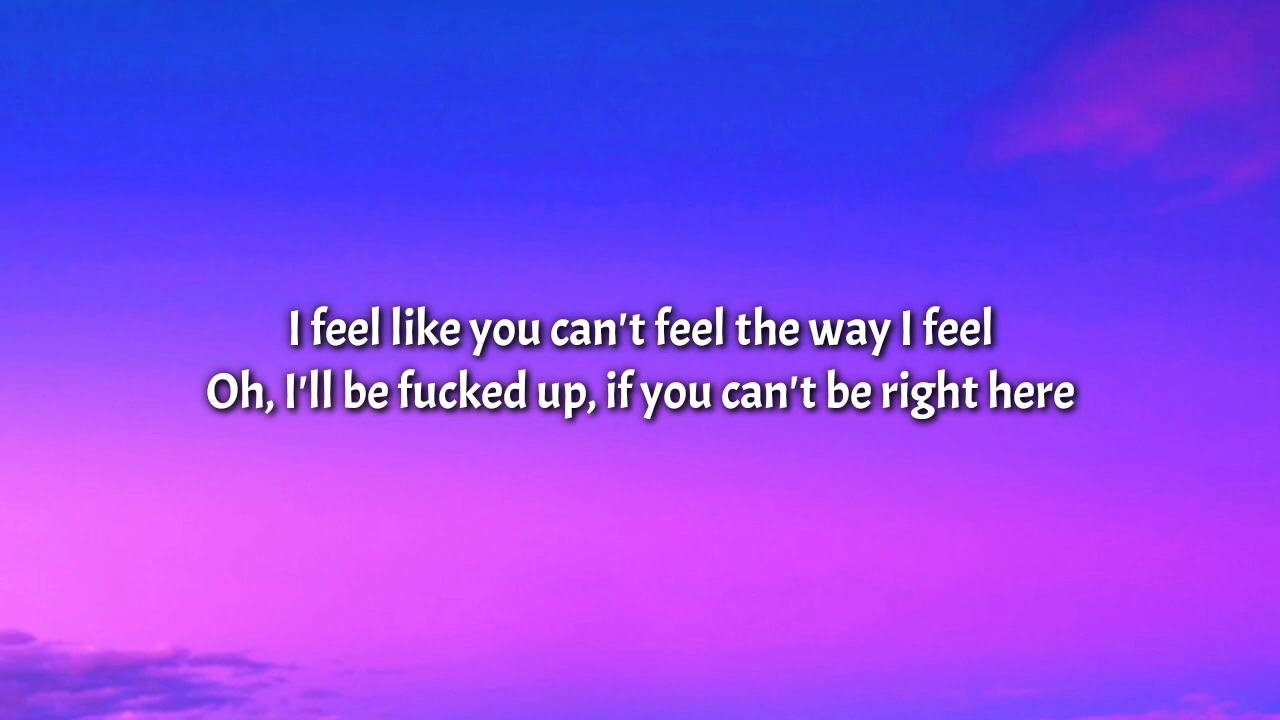 I feel like you can't feel the way I feel
Oh, I'll be fucked up, if you can't be right here